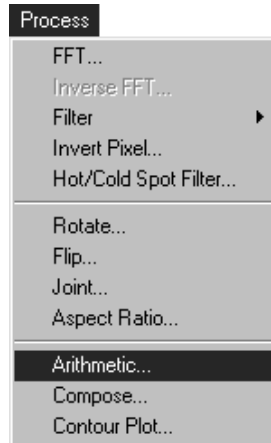 Process
FFT...
Inverse FFT...
Filter
Invert Pixel...
Hot/Cold Spot Filter...
Rotate...
Flip...
Joint...
Aspect Ratio...
Arithmetic...
Compose...
Contour Plot...